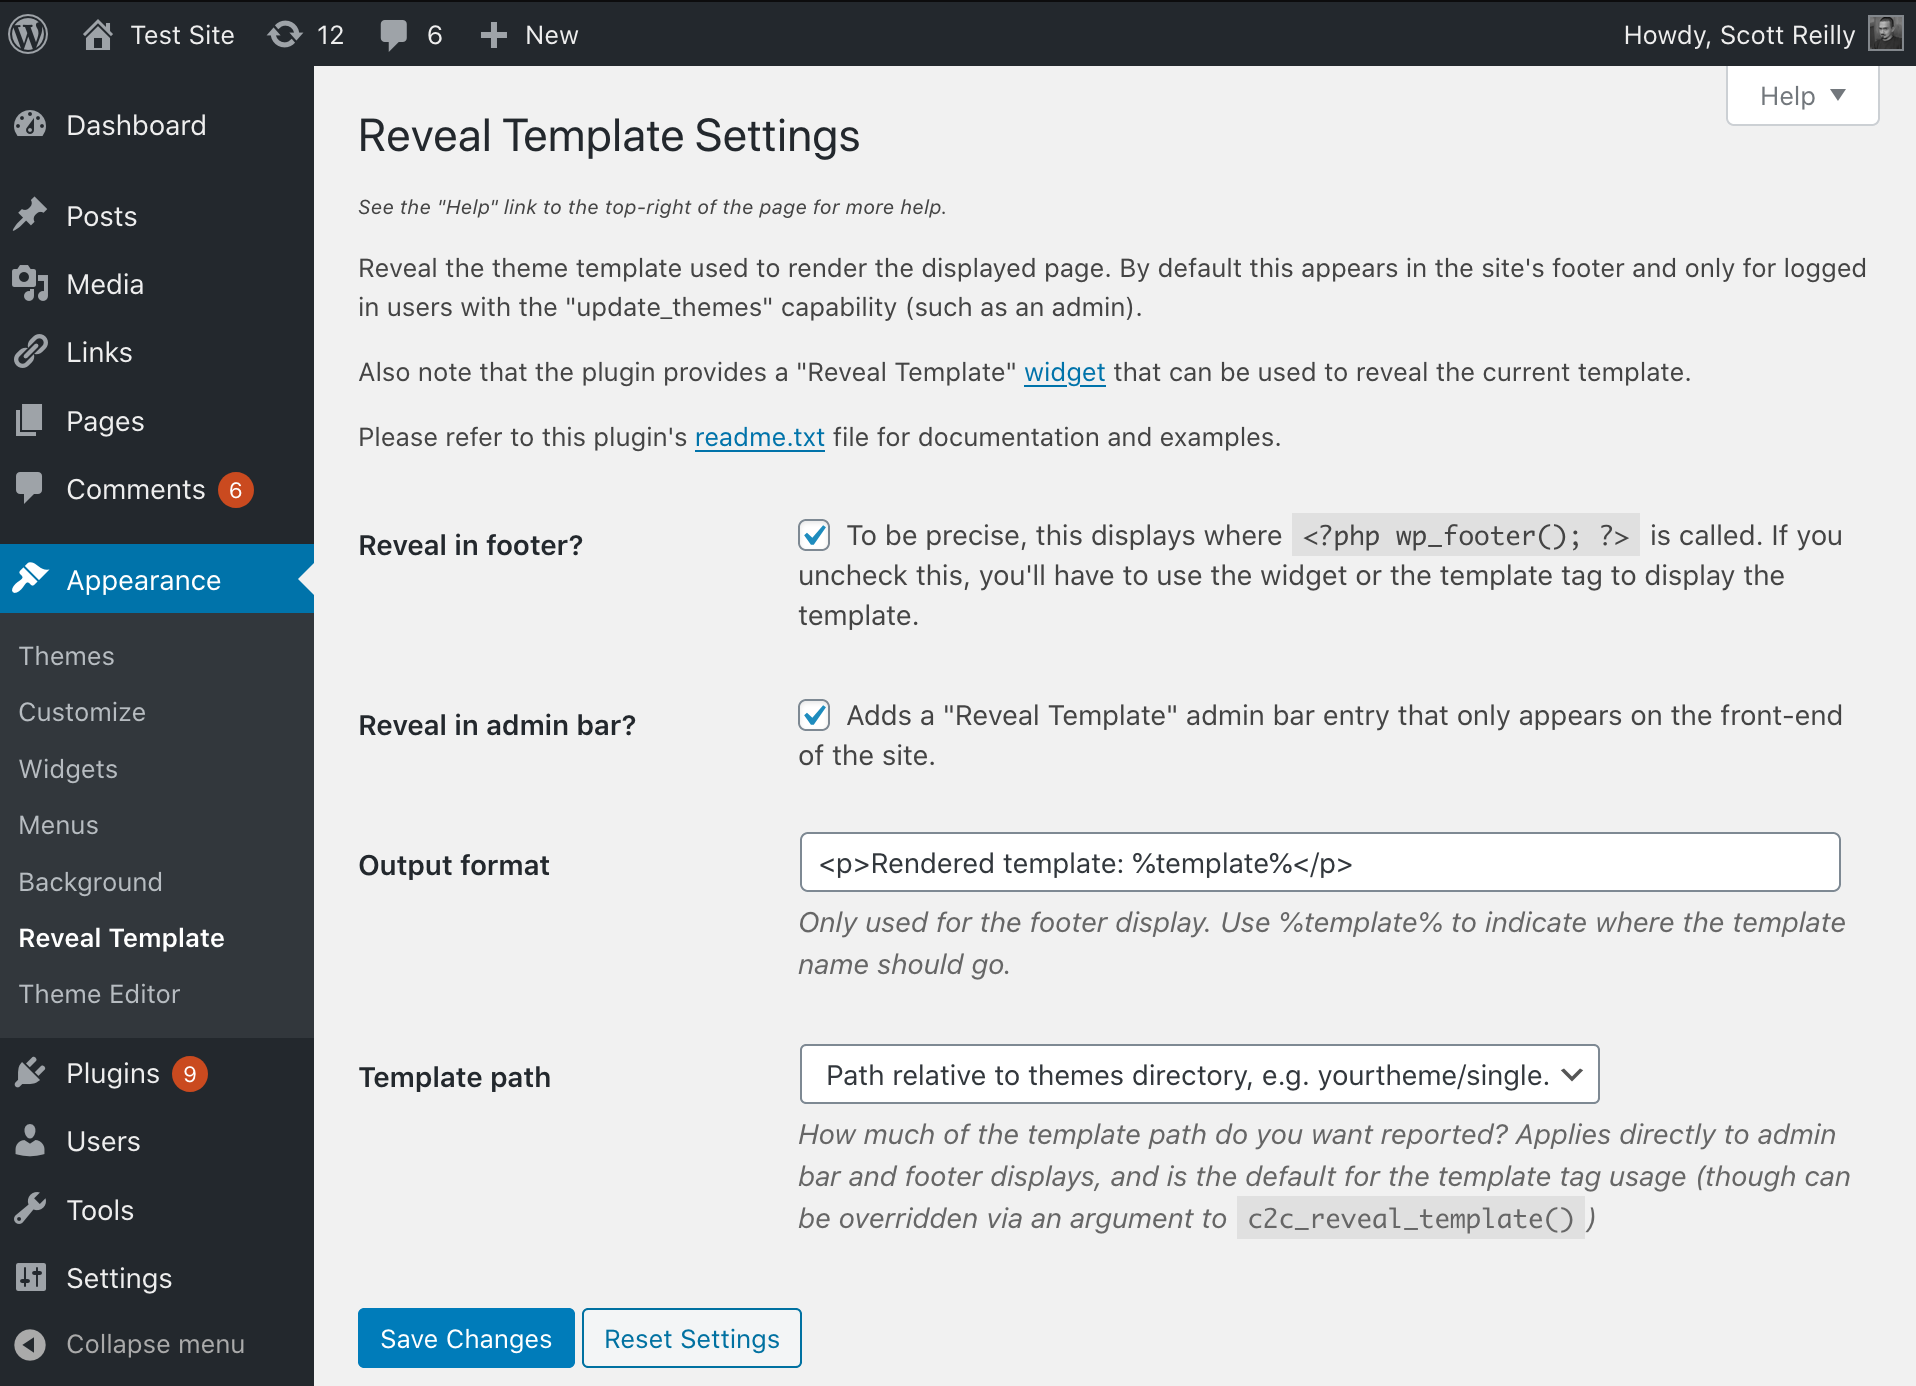 Test Site
12
6
New
Howdy, Scott Reilly
Help
Dashboard
Posts
Media
Links
Pages
Comments 6
Appearance
Themes
Customize
Widgets
Menus
Background
Reveal Template
Theme Editor
Plugins 9
Users
Tools
Settings
Collapse menu
Reveal Template Settings
See the "Help" link to the top-right of the page for more help.
Reveal the theme template used to render the displayed page. By default this appears in the site's footer and only for logged
in users with the "update_themes" capability (such as an admin).
Also note that the plugin provides a "Reveal Template" widget that can be used to reveal the current template.
Please refer to this plugin's readme.txt file for documentation and examples.
Reveal in footer?
To be precise, this displays where <?php wp_footer(); ?> is called. If you
uncheck this, you'll have to use the widget or the template tag to display the
template.
Reveal in admin bar?
Adds a "Reveal Template" admin bar entry that only appears on the front-end
of the site.
Output format
<p>Rendered template: %template%</p>
Only used for the footer display. Use %template% to indicate where the template
name should go.
Template path
Path relative to themes directory, e.g. yourtheme/single.
How much of the template path do you want reported? Applies directly to admin
bar and footer displays, and is the default for the template tag usage (though can
be overridden via an argument to c2c_reveal_template() )
Save Changes
Reset Settings